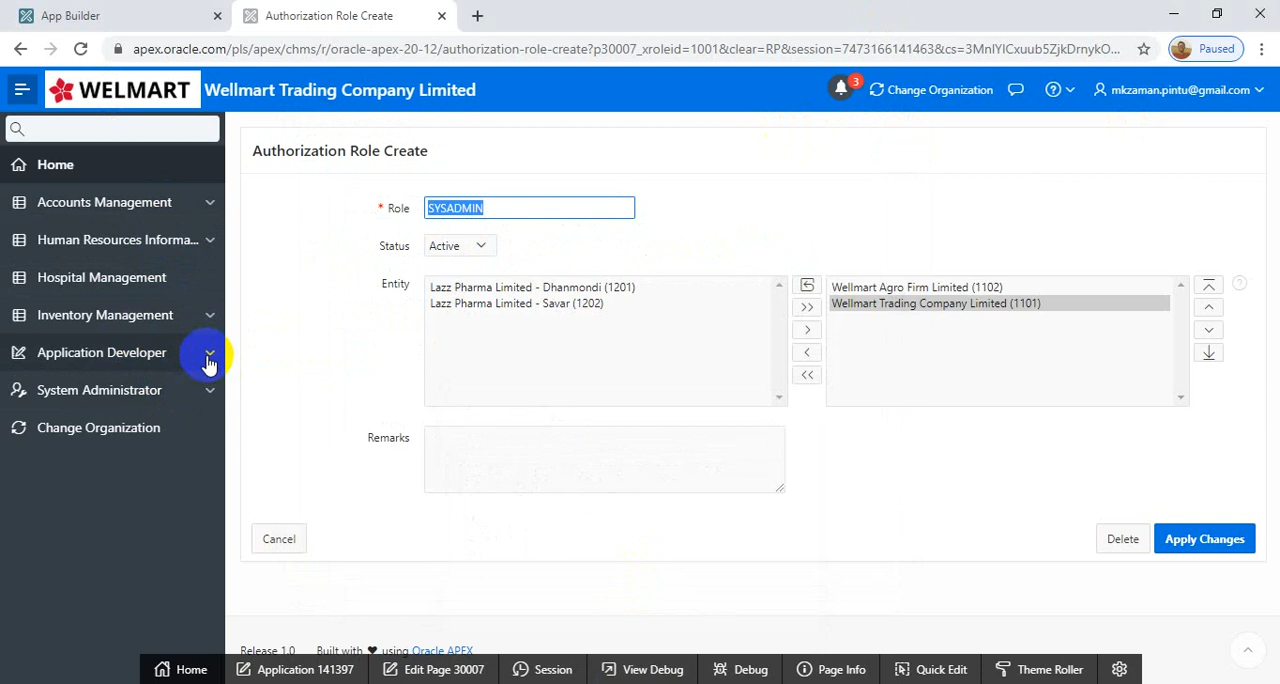 App Builder
Authorization Role Create
apex.oracle.com/pls/apex/chms/r/oracle-apex-20-12/authorization-role-create?p30007_xroleid=1001&clear=RP&session=7473166141463&cs=3MnlYlCxuub5ZjkDrnykO...
Paused
WELMART Wellmart Trading Company Limited
3
Change Organization
mkzaman.pintu@gmail.com
Home
Accounts Management
Human Resources Informa...
Hospital Management
Inventory Management
Application Developer
System Administrator
Change Organization
Authorization Role Create
* Role
SYSADMIN
Status
Active
Entity
Lazz Pharma Limited - Dhanmondi (1201)
Lazz Pharma Limited - Savar (1202)
Wellmart Agro Firm Limited (1102)
Wellmart Trading Company Limited (1101)
Remarks
Cancel
Delete
Apply Changes
Release 1.0
Built with ♥ using Oracle APEX
Home
Application 141397
Edit Page 30007
Session
View Debug
Debug
Page Info
Quick Edit
Theme Roller